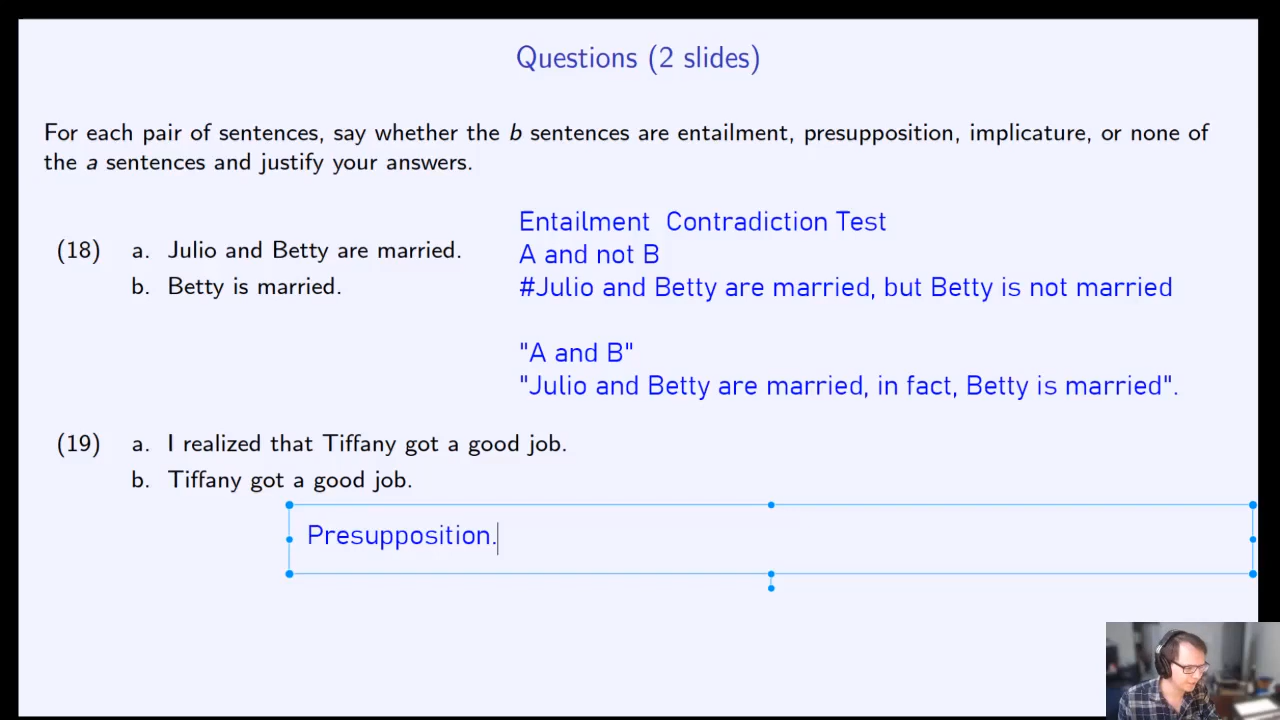 Questions (2 slides)
For each pair of sentences, say whether the b sentences are entailment, presupposition, implicature, or none of
the a sentences and justify your answers.
Entailment  Contradiction Test
(18) a. Julio and Betty are married.
A and not B
b. Betty is married.
#Julio and Betty are married, but Betty is not married
"A and B"
"Julio and Betty are married, in fact, Betty is married".
(19) a. I realized that Tiffany got a good job.
b. Tiffany got a good job.
Presupposition.